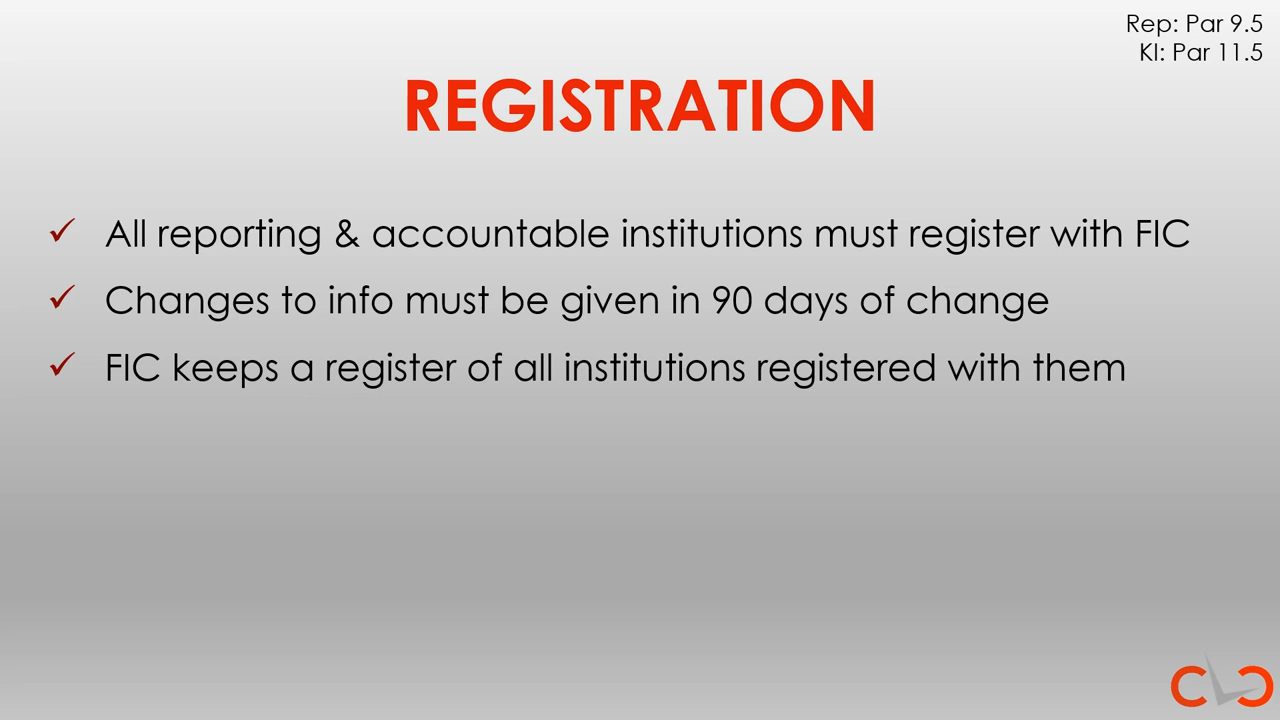 Rep: Par 9.5
KI: Par 11.5
REGISTRATION
✓ All reporting & accountable institutions must register with FIC
✓ Changes to info must be given in 90 days of change
✓ FIC keeps a register of all institutions registered with them
CLC